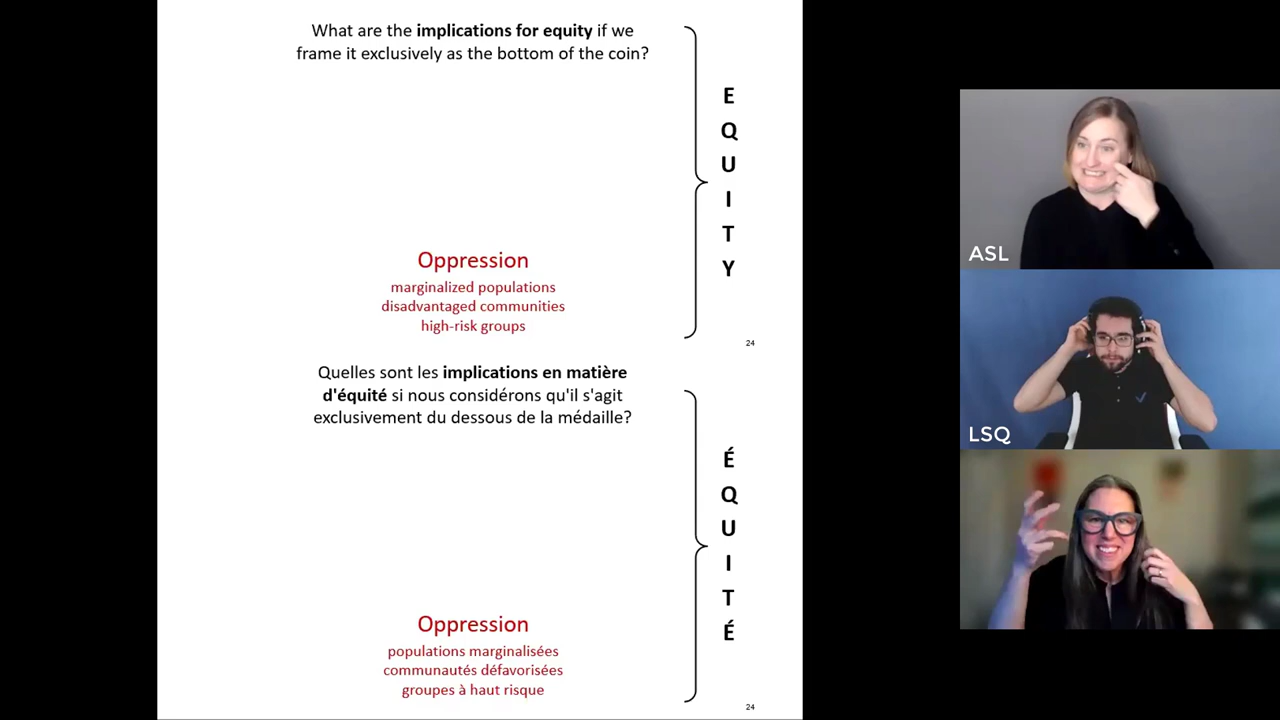 What are the implications for equity if we
frame it exclusively as the bottom of the coin?
E
Q
U
I
T
Y
Oppression
marginalized populations
disadvantaged communities
high-risk groups
24
Quelles sont les implications en matière
d'équité si nous considérons qu'il s'agit
exclusivement du dessous de la médaille?
É
Q
U
I
T
É
Oppression
populations marginalisées
communautés défavorisées
groupes à haut risque
24
ASL
LSQ